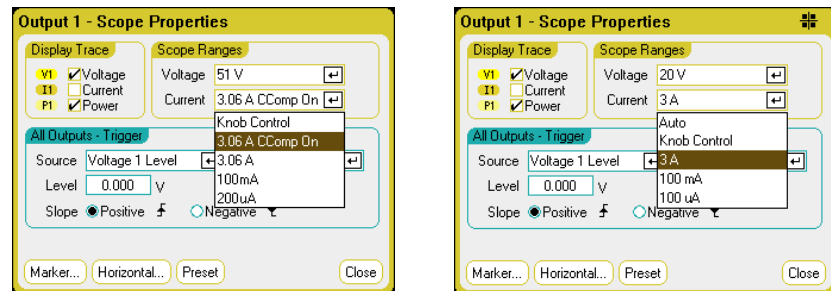 Output 1 - Scope Properties
Display Trace
V1 Voltage
I1 Current
P1 Power
Scope Ranges
Voltage 51 V
Current 3.06 A CComp On
Knob Control
3.06 A CComp On
3.06 A
100mA
200uA
All Outputs - Trigger
Source Voltage 1 Level
Level 0.000 V
Slope Positive Negative
Marker... Horizontal... Preset Close
Output 1 - Scope Properties
Display Trace
V1 Voltage
I1 Current
P1 Power
Scope Ranges
Voltage 20 V
Current 3 A
Auto
Knob Control
3 A
100 mA
100 uA
All Outputs - Trigger
Source Voltage 1 Level
Level 0.000 V
Slope Positive Negative
Marker... Horizontal... Preset Close